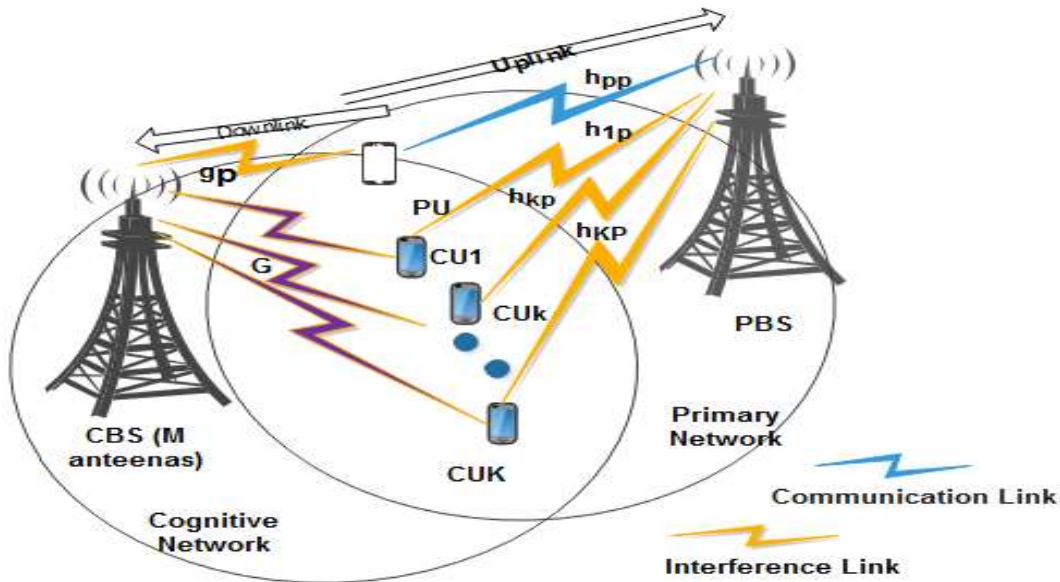 Uplink
hpp
Downlink
h1p
gp
PU
hkp
hKP
CU1
G
CUk
PBS
CBS (M
anteenas)
CUK
Primary
Network
Cognitive
Network
Communication Link
Interference Link